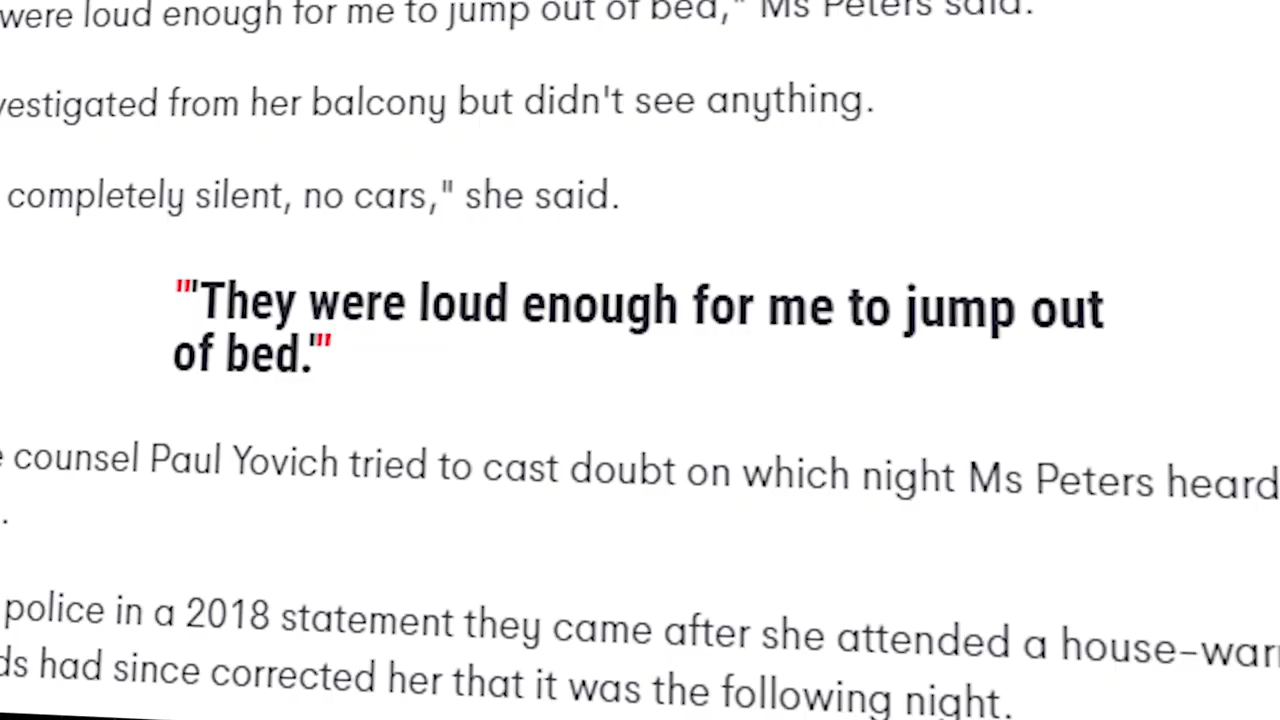 were loud enough for me to jump out of bed," Ms Peters said.
vestigated from her balcony but didn't see anything.
completely silent, no cars," she said.
"'They were loud enough for me to jump out
of bed.'"
counsel Paul Yovich tried to cast doubt on which night Ms Peters heard
.
police in a 2018 statement they came after she attended a house-war
ds had since corrected her that it was the following night.